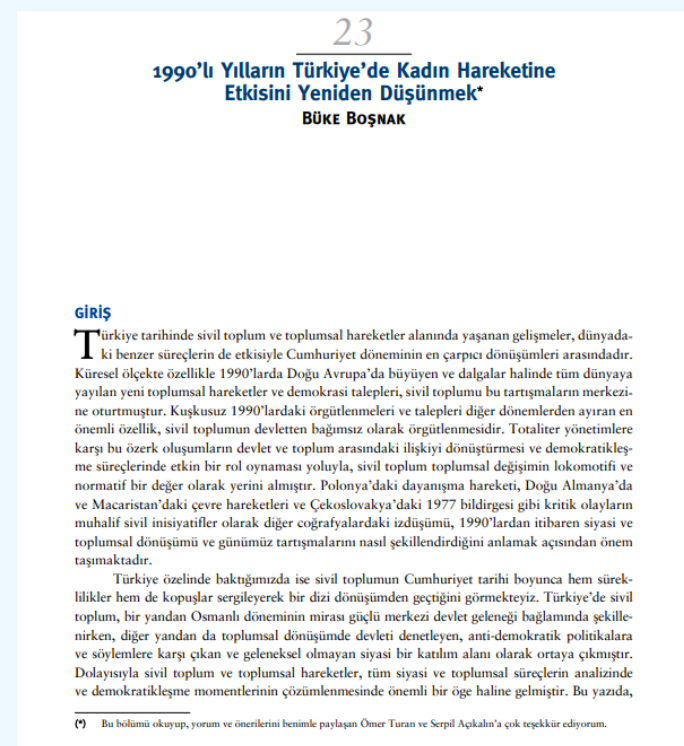 23
1990’lı Yılların Türkiye’de Kadın Hareketine
Etkisini Yeniden Düşünmek*
BÜKE BOŞNAK
GİRİŞ
Türkiye tarihinde sivil toplum ve toplumsal hareketler alanında yaşanan gelişmeler, dünyada-
ki benzer süreçlerin de etkisiyle Cumhuriyet döneminin en çarpıcı dönüşümleri arasındadır.
Küresel ölçekte özellikle 1990’larda Doğu Avrupa’da büyüyen ve dalgalar halinde tüm dünyaya
yayılan yeni toplumsal hareketler ve demokrasi talepleri, sivil toplumu bu tartışmaların merkezi-
ne oturtmuştur. Kuşkusuz 1990’lardaki örgütlenmeleri ve talepleri diğer dönemlerden ayıran en
önemli özellik, sivil toplumun devletten bağımsız olarak örgütlenmesidir. Totaliter yönetimlere
karşı bu özerk oluşumların devlet ve toplum arasındaki ilişkiyi dönüştürmesi ve demokratikleş-
me süreçlerinde etkin bir rol oynaması yoluyla, sivil toplum toplumsal değişimin lokomotifi ve
normatif bir değer olarak yerini almıştır. Polonya’daki dayanışma hareketi, Doğu Almanya’da
ve Macaristan’daki çevre hareketleri ve Çekoslovakya’daki 1977 bildirgesi gibi kritik olayların
muhalif sivil inisiyatifler olarak diğer coğrafyalardaki izdüşümü, 1990’lardan itibaren siyasi ve
toplumsal dönüşümü ve günümüz tartışmalarını nasıl şekillendirdiğini anlamak açısından önem
taşımaktadır.
Türkiye özelinde baktığımızda ise sivil toplumun Cumhuriyet tarihi boyunca hem sürek-
lilikler hem de kopuşlar sergileyerek bir dizi dönüşümden geçtiğini görmekteyiz. Türkiye’de sivil
toplum, bir yandan Osmanlı döneminin mirası güçlü merkezi devlet geleneği bağlamında şekille-
nirken, diğer yandan da toplumsal dönüşümde devleti denetleyen, anti-demokratik politikalara
ve söylemlere karşı çıkan ve geleneksel olmayan siyasi bir katılım alanı olarak ortaya çıkmıştır.
Dolayısıyla sivil toplum ve toplumsal hareketler, tüm siyasi ve toplumsal süreçlerin analizinde
ve demokratikleşme momentlerinin çözümlenmesinde önemli bir öge haline gelmiştir. Bu yazıda,
(*) Bu bölümü okuyup, yorum ve önerilerini benimle paylaşan Ömer Turan ve Serpil Açıkalın’a çok teşekkür ediyorum.